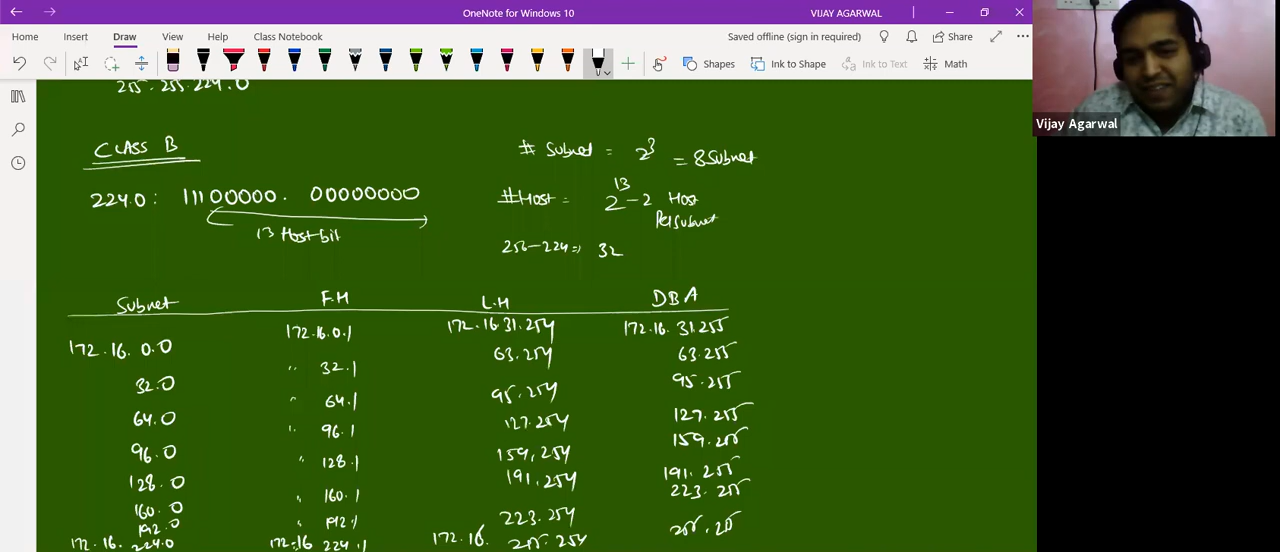 OneNote for Windows 10
VIJAY AGARWAL
Home Insert Draw View Help Class Notebook
Saved offline (sign in required) Share
Shapes Ink to Shape Ink to Text Math
255.255.224.0
CLASS B
# Subnet = 2^3 = 8 Subnet
224.0 : 11100000. 00000000
# Host = 2^13 - 2 Host
Per Subnet
13 Host bit
256-224 => 32
Subnet F.H L.H DBA
172.16. 0.0 172.16.0.1 172.16.31.254 172.16. 31.255
32.0 " 32.1 63.254 63.255
64.0 " 64.1 95.254 95.255
96.0 " 96.1 127.254 127.255
128.0 " 128.1 159.254 159.255
160.0 " 160.1 191.254 191.255
192.0 " 192.1 223.254 223.255
172.16. 224.0 172.16 224.1 172.16. 255.254 255.255
Vijay Agarwal